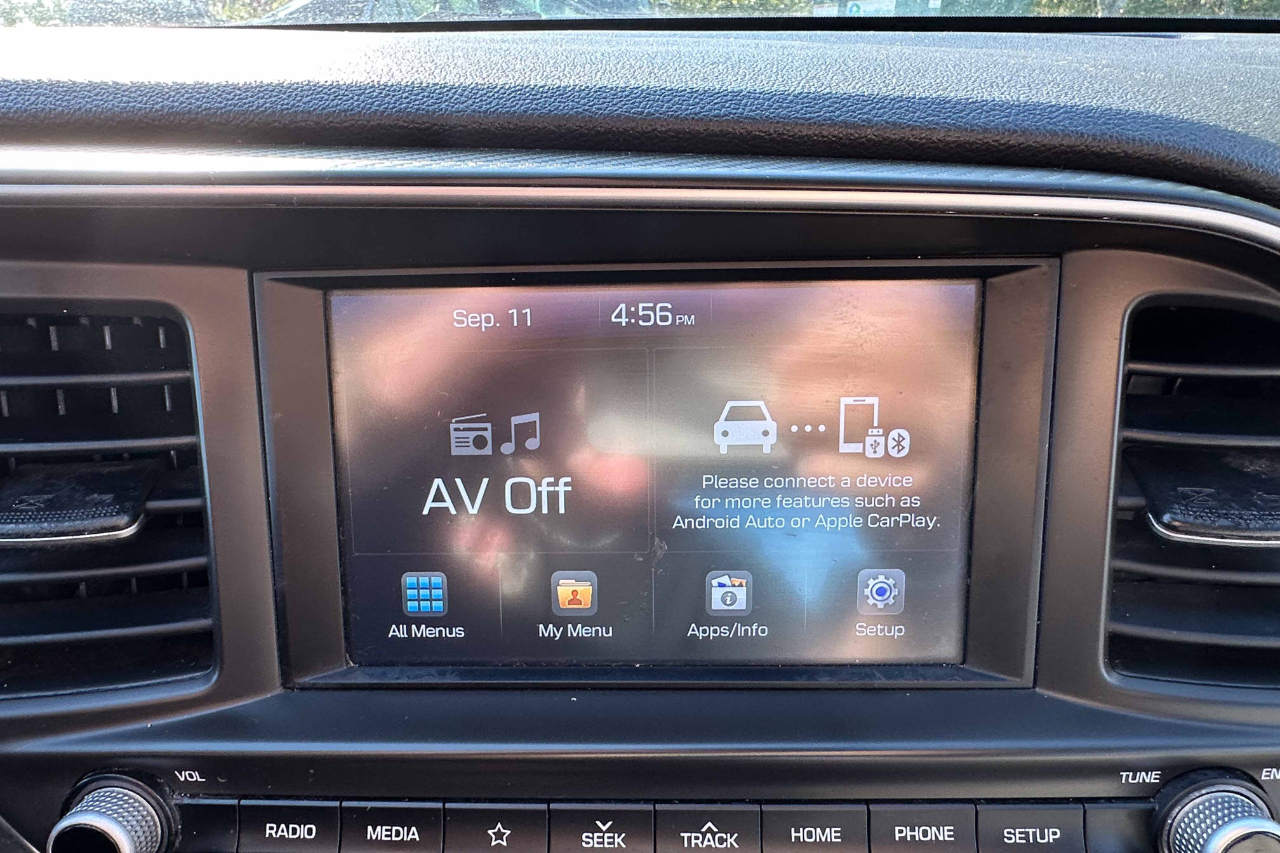 Sep. 11 4:56 PM
AV Off
Please connect a device
for more features such as
Android Auto or Apple CarPlay.
All Menus My Menu Apps/Info Setup
VOL TUNE
RADIO MEDIA SEEK TRACK HOME PHONE SETUP